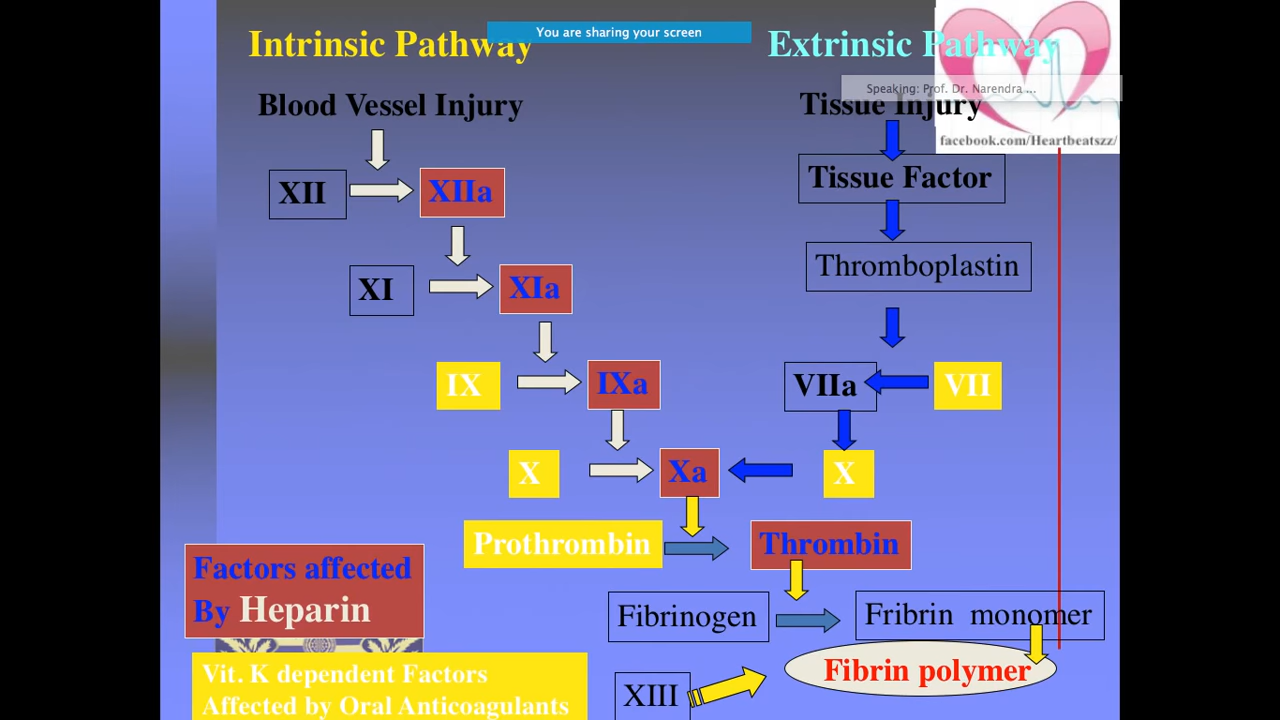 You are sharing your screen
Intrinsic Pathway
Extrinsic Pathway
Speaking: Prof. Dr. Narendra ...
Blood Vessel Injury
Tissue Injury
facebook.com/Heartbeatszz/
XII
XIIa
Tissue Factor
XI
XIa
Thromboplastin
IX
IXa
VIIa
VII
X
Xa
X
Prothrombin
Thrombin
Factors affected
By Heparin
Fibrinogen
Fribrin monomer
Fibrin polymer
XIII
Vit. K dependent Factors
Affected by Oral Anticoagulants